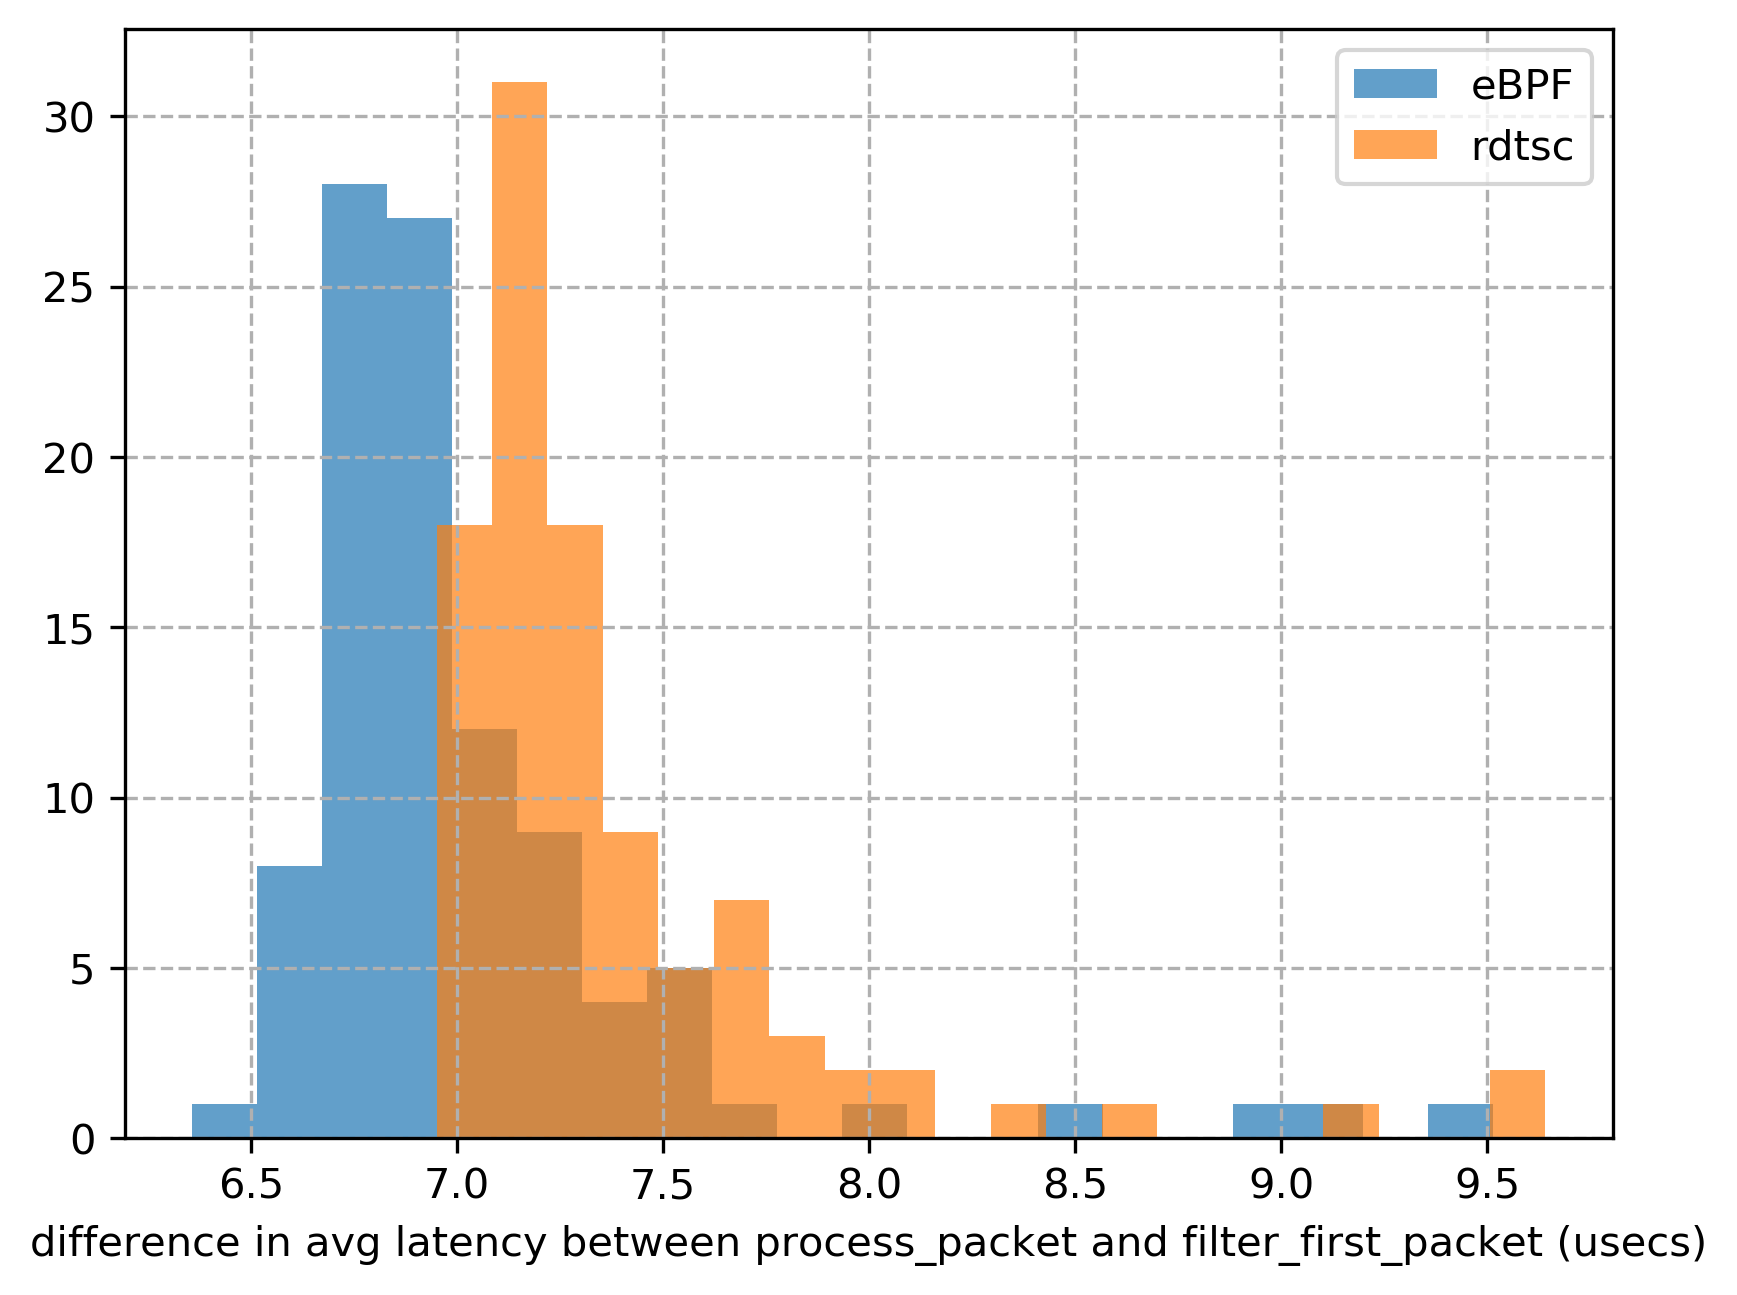 eBPF
rdtsc
30
25
20
15
10
5
0
6.5 7.0 7.5 8.0 8.5 9.0 9.5
difference in avg latency between process_packet and filter_first_packet (usecs)